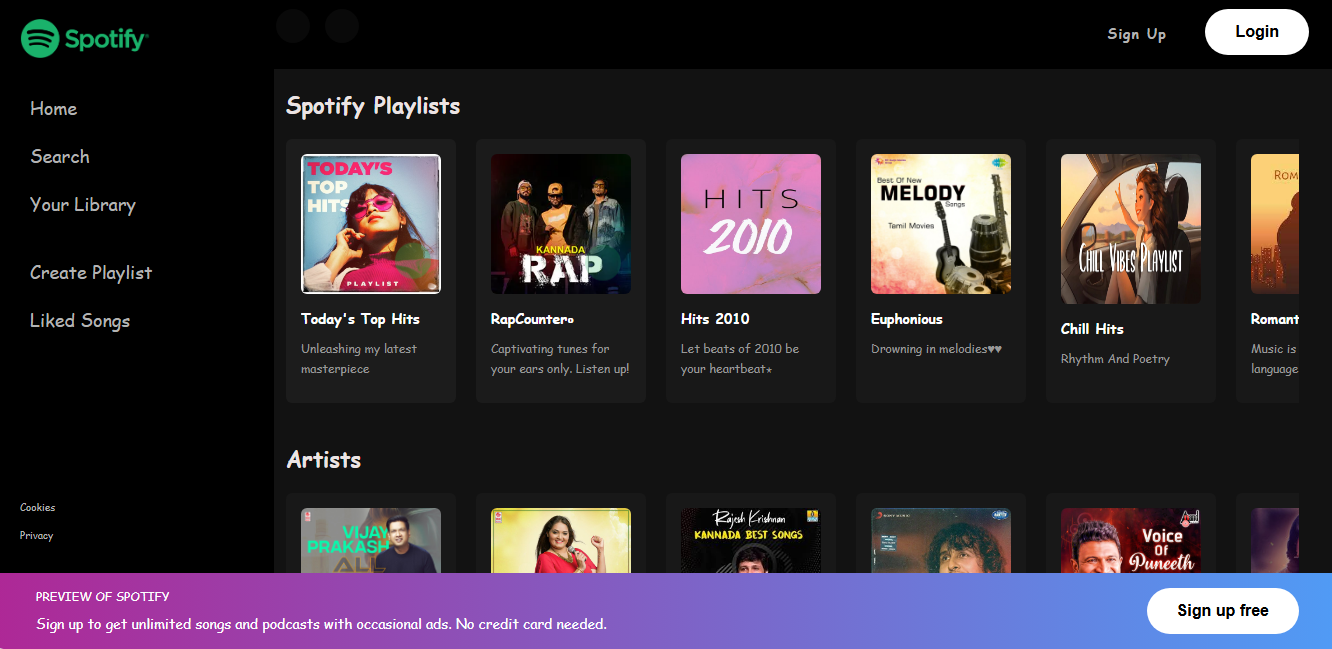 Spotify
Sign Up
Login
Home
Search
Your Library
Create Playlist
Liked Songs
Cookies
Privacy
Spotify Playlists
TODAY'S
TOP
HITS
PLAYLIST
Today's Top Hits
Unleashing my latest
masterpiece
KANNADA
RAP
RapCounter
Captivating tunes for
your ears only. Listen up!
HITS
2010
Hits 2010
Let beats of 2010 be
your heartbeat★
Best Of New
MELODY
Songs
Tamil Movies
Euphonious
Drowning in melodies♥♥
CHILL VIBES PLAYLIST
Chill Hits
Rhythm And Poetry
ROM
Romant
Music is
language
Artists
VIJAY
PRAKASH
ALL
Rajesh Krishnan
KANNADA BEST SONGS
SONY MUSIC
Voice
Of
Puneeth
PREVIEW OF SPOTIFY
Sign up to get unlimited songs and podcasts with occasional ads. No credit card needed.
Sign up free